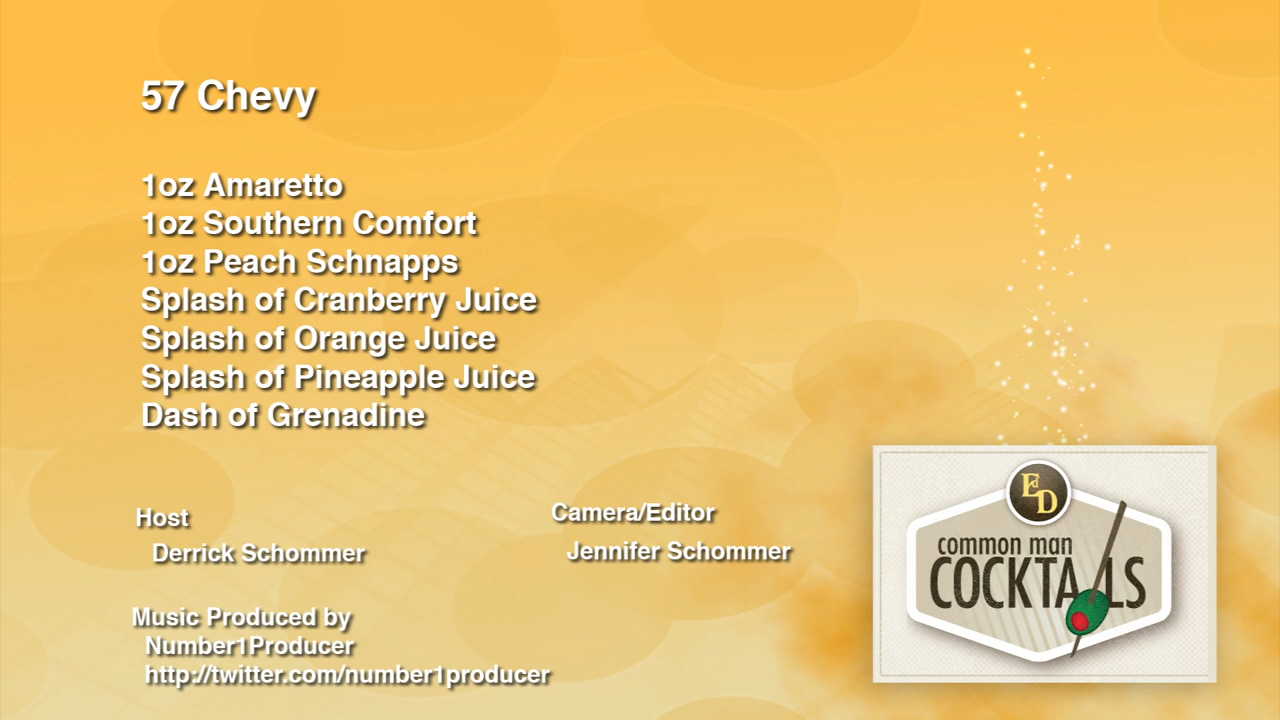 57 Chevy
1oz Amaretto
1oz Southern Comfort
1oz Peach Schnapps
Splash of Cranberry Juice
Splash of Orange Juice
Splash of Pineapple Juice
Dash of Grenadine
Host
Derrick Schommer
Camera/Editor
Jennifer Schommer
Music Produced by
Number1Producer
http://twitter.com/number1producer
EdD
common man
COCKTAILS